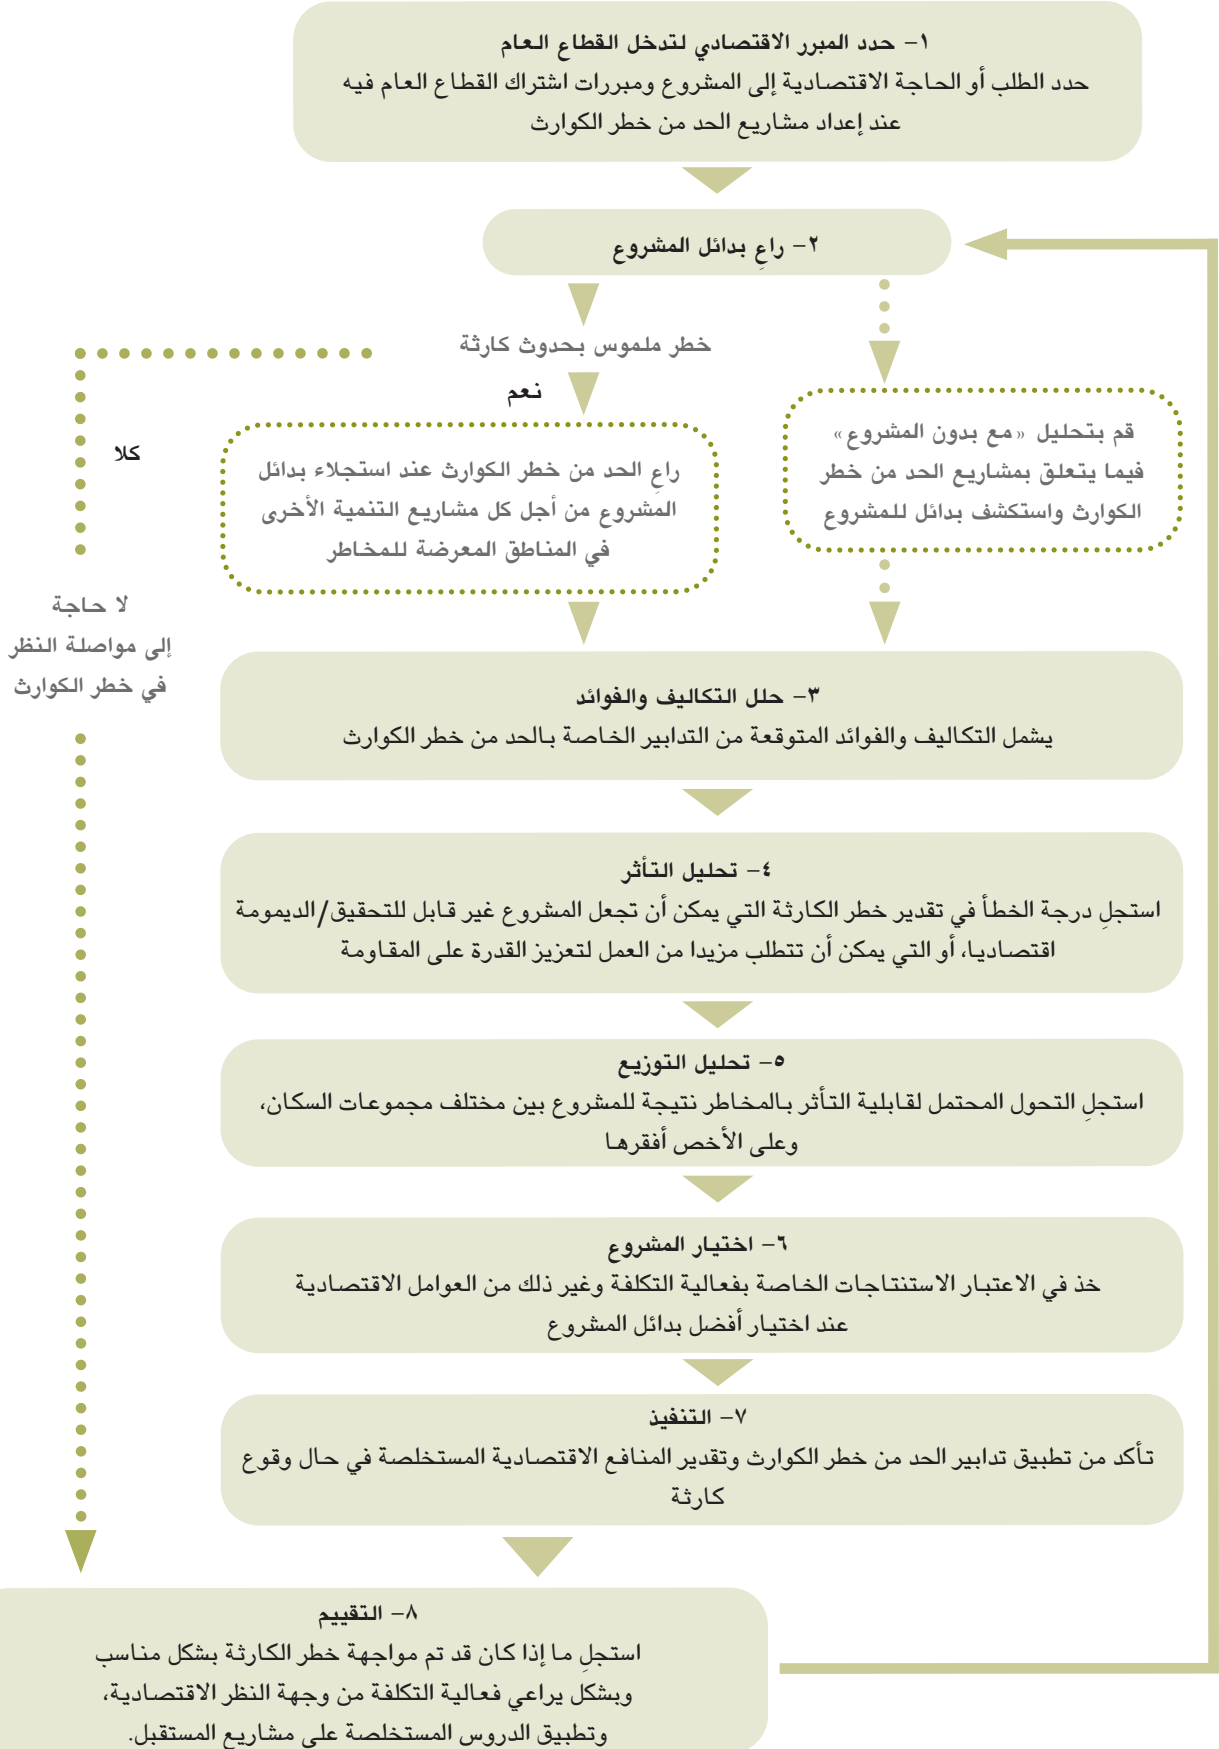 ١- حدد المبرر الاقتصادي لتدخل القطاع العام
حدد الطلب أو الحاجة الاقتصادية إلى المشروع ومبررات اشتراك القطاع العام فيه
عند إعداد مشاريع الحد من خطر الكوارث
٢- راعِ بدائل المشروع
خطر ملموس بحدوث كارثة
نعم
كلا
قم بتحليل «مع بدون المشروع»
فيما يتعلق بمشاريع الحد من خطر
الكوارث واستكشف بدائل للمشروع
راعِ الحد من خطر الكوارث عند استجلاء بدائل
المشروع من أجل كل مشاريع التنمية الأخرى
في المناطق المعرضة للمخاطر
لا حاجة
إلى مواصلة النظر
في خطر الكوارث
٣- حلل التكاليف والفوائد
يشمل التكاليف والفوائد المتوقعة من التدابير الخاصة بالحد من خطر الكوارث
٤- تحليل التأثر
استجلِ درجة الخطأ في تقدير خطر الكارثة التي يمكن أن تجعل المشروع غير قابل للتحقيق/الديمومة
اقتصاديا، أو التي يمكن أن تتطلب مزيدا من العمل لتعزيز القدرة على المقاومة
٥- تحليل التوزيع
استجلِ التحول المحتمل لقابلية التأثر بالمخاطر نتيجة للمشروع بين مختلف مجموعات السكان،
وعلى الأخص أفقرها
٦- اختيار المشروع
خذ في الاعتبار الاستنتاجات الخاصة بفعالية التكلفة وغير ذلك من العوامل الاقتصادية
عند اختيار أفضل بدائل المشروع
٧- التنفيذ
تأكد من تطبيق تدابير الحد من خطر الكوارث وتقدير المنافع الاقتصادية المستخلصة في حال وقوع
كارثة
٨- التقييم
استجلِ ما إذا كان قد تم مواجهة خطر الكارثة بشكل مناسب
وبشكل يراعي فعالية التكلفة من وجهة النظر الاقتصادية،
وتطبيق الدروس المستخلصة على مشاريع المستقبل.